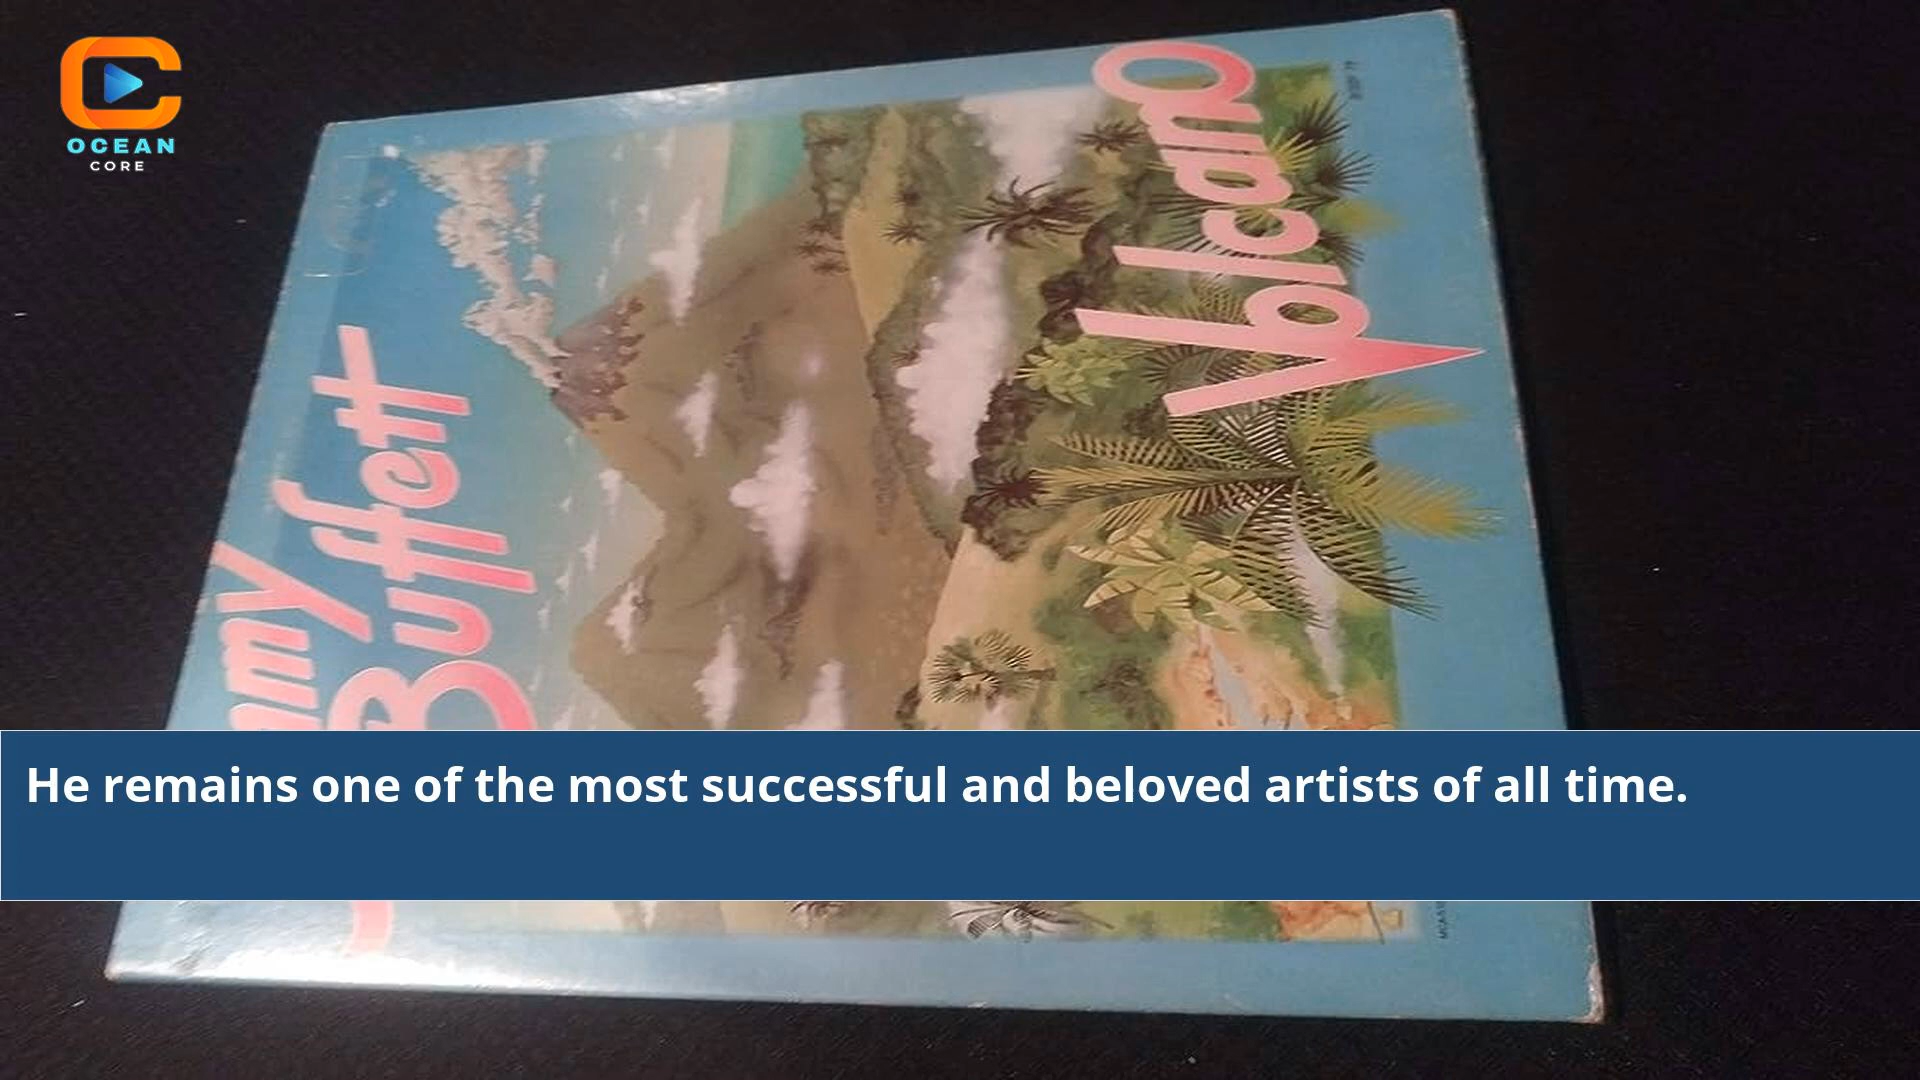 OCEAN
CORE
Buffett
Volcano
He remains one of the most successful and beloved artists of all time.